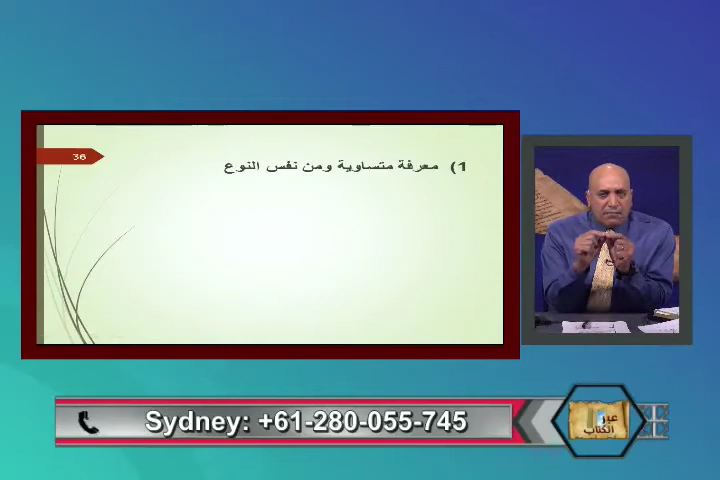 36
1) معرفة متساوية ومن نفس النوع
Sydney: +61-280-055-745
عبر
الكتاب